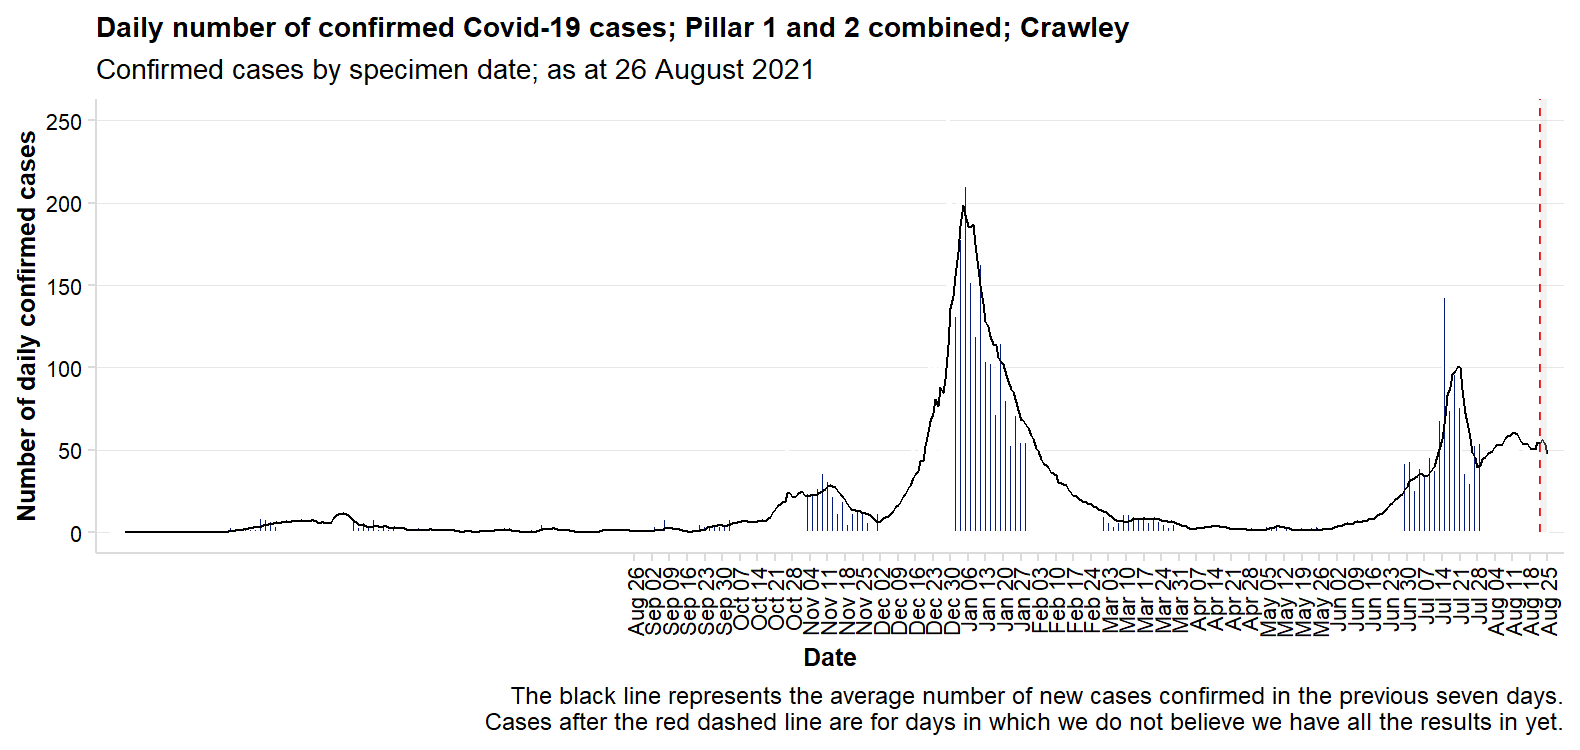 Daily number of confirmed Covid-19 cases; Pillar 1 and 2 combined; Crawley
Confirmed cases by specimen date; as at 26 August 2021
Number of daily confirmed cases
250
200
150
100
50
0
Aug 26
Sep 02
Sep 09
Sep 16
Sep 23
Sep 30
Oct 07
Oct 14
Oct 21
Oct 28
Nov 04
Nov 11
Nov 18
Nov 25
Dec 02
Dec 09
Dec 16
Dec 23
Dec 30
Jan 06
Jan 13
Jan 20
Jan 27
Feb 03
Feb 10
Feb 17
Feb 24
Mar 03
Mar 10
Mar 17
Mar 24
Mar 31
Apr 07
Apr 14
Apr 21
Apr 28
May 05
May 12
May 19
May 26
Jun 02
Jun 09
Jun 16
Jun 23
Jun 30
Jul 07
Jul 14
Jul 21
Jul 28
Aug 04
Aug 11
Aug 18
Aug 25
Date
The black line represents the average number of new cases confirmed in the previous seven days.
Cases after the red dashed line are for days in which we do not believe we have all the results in yet.